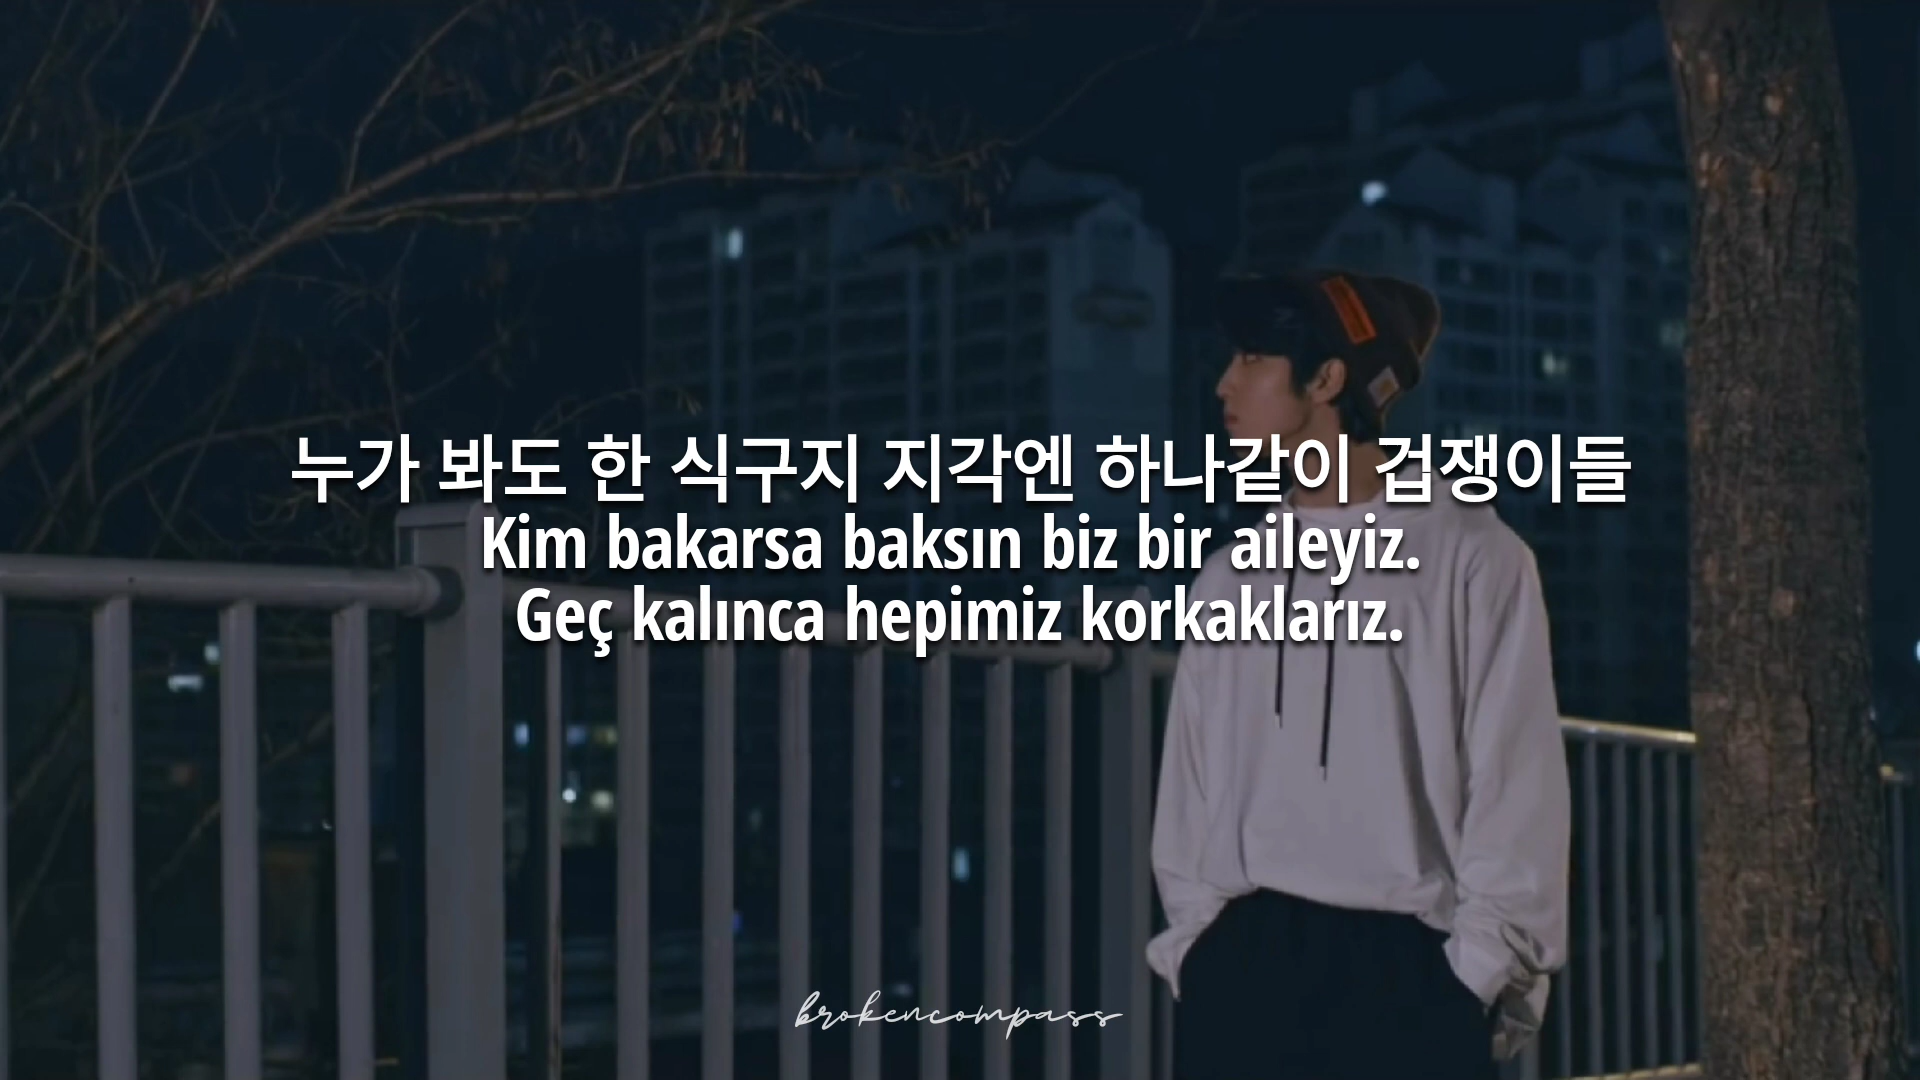 누가 봐도 한 식구지 지각엔 하나같이 겁쟁이들
Kim bakarsa baksın biz bir aileyiz.
Geç kalınca hepimiz korkaklarız.
brokencompass